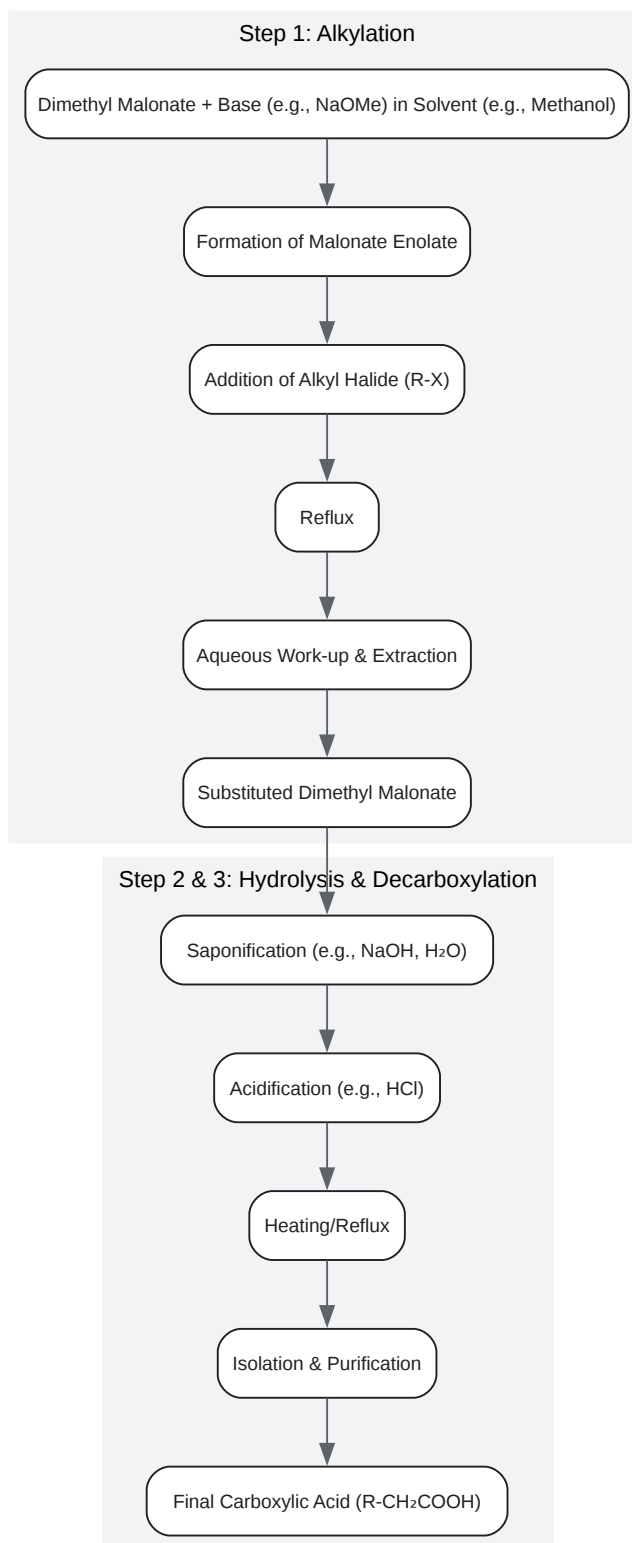 Step 1: Alkylation
Dimethyl Malonate + Base (e.g., NaOMe) in Solvent (e.g., Methanol)
Formation of Malonate Enolate
Addition of Alkyl Halide (R-X)
Reflux
Aqueous Work-up & Extraction
Substituted Dimethyl Malonate
Step 2 & 3: Hydrolysis & Decarboxylation
Saponification (e.g., NaOH, H₂O)
Acidification (e.g., HCl)
Heating/Reflux
Isolation & Purification
Final Carboxylic Acid (R-CH₂COOH)